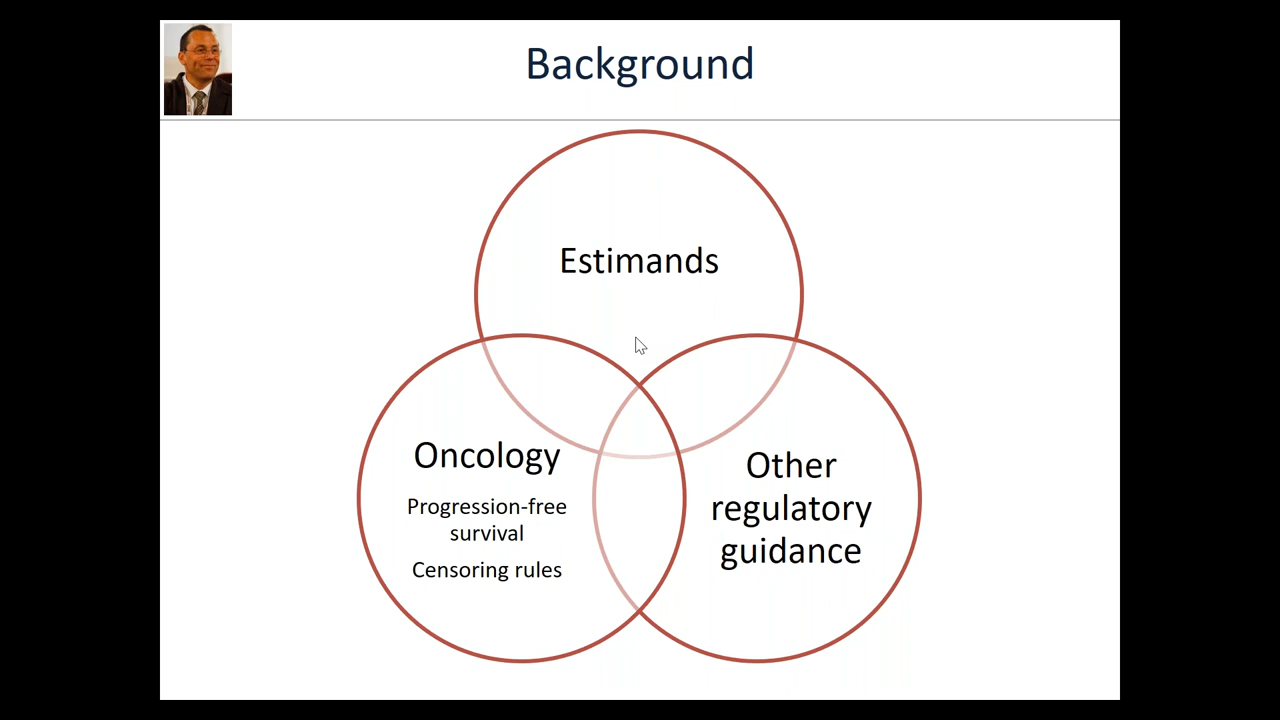 Background
Estimands
Oncology
Progression-free
survival
Censoring rules
Other
regulatory
guidance